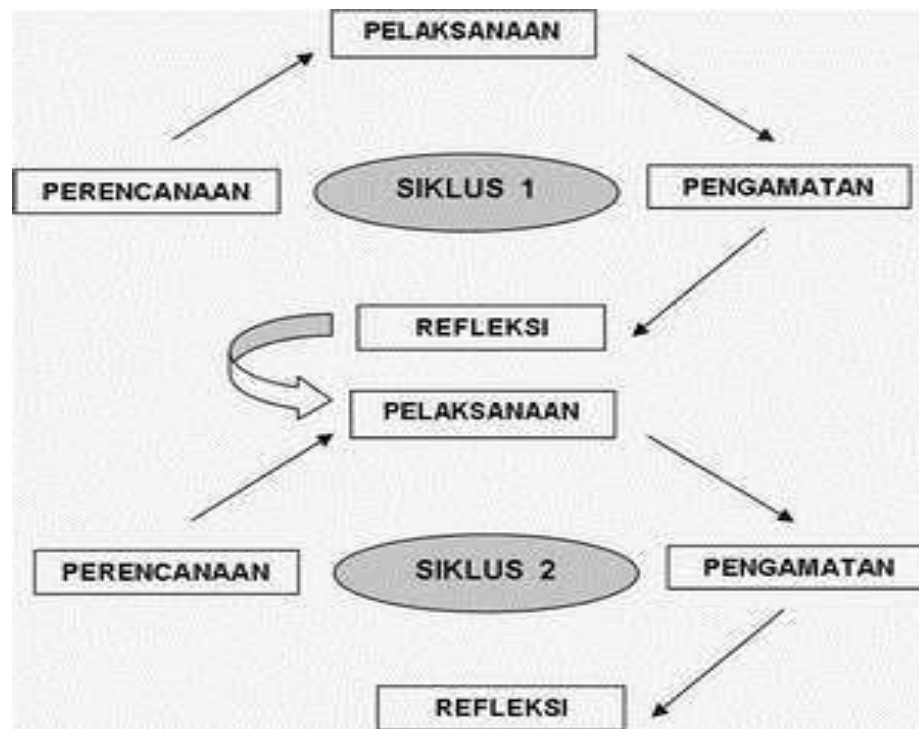 PELAKSANAAN
PERENCANAAN
SIKLUS 1
PENGAMATAN
REFLEKSI
PELAKSANAAN
PERENCANAAN
SIKLUS 2
PENGAMATAN
REFLEKSI